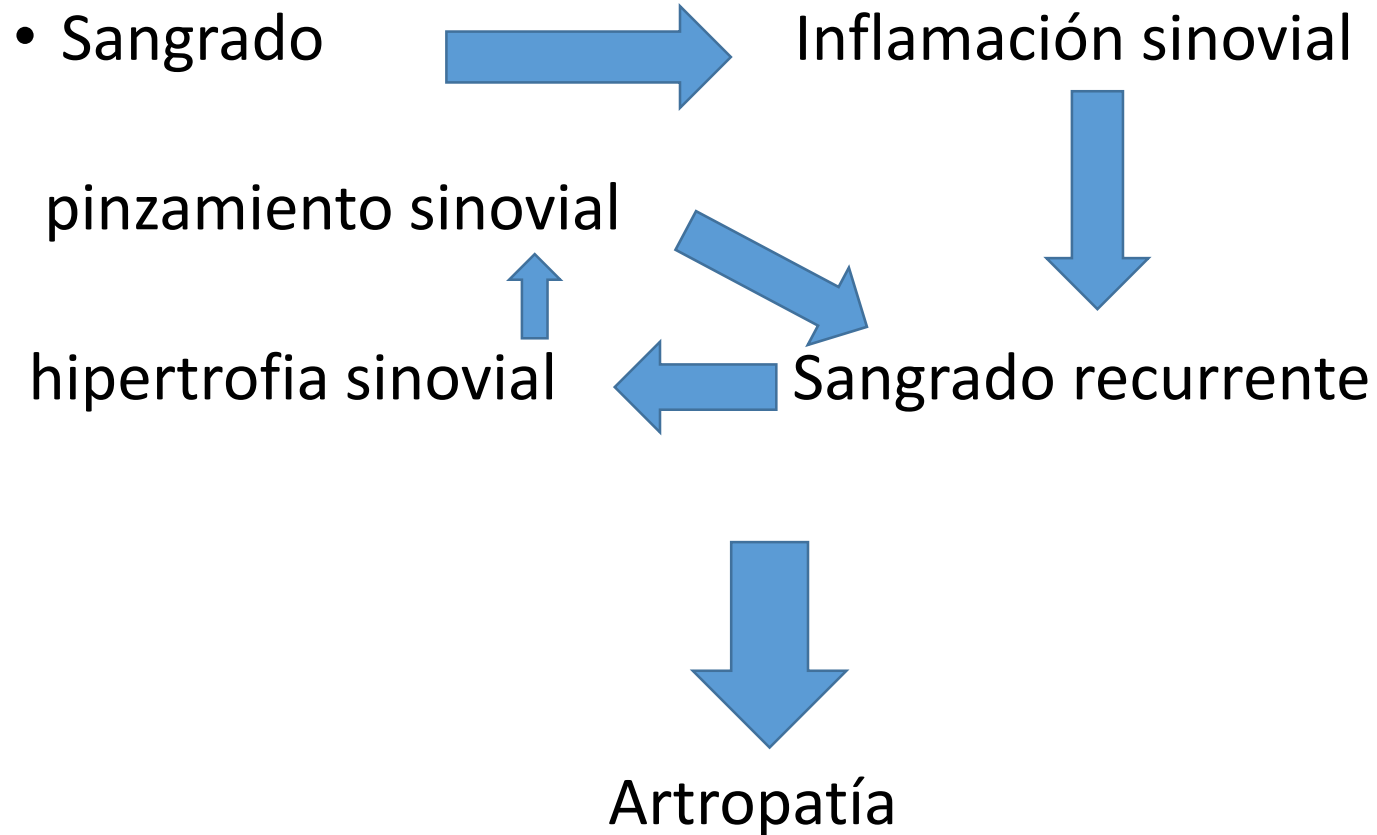 • Sangrado
Inflamación sinovial
pinzamiento sinovial
hipertrofia sinovial
Sangrado recurrente
Artropatía